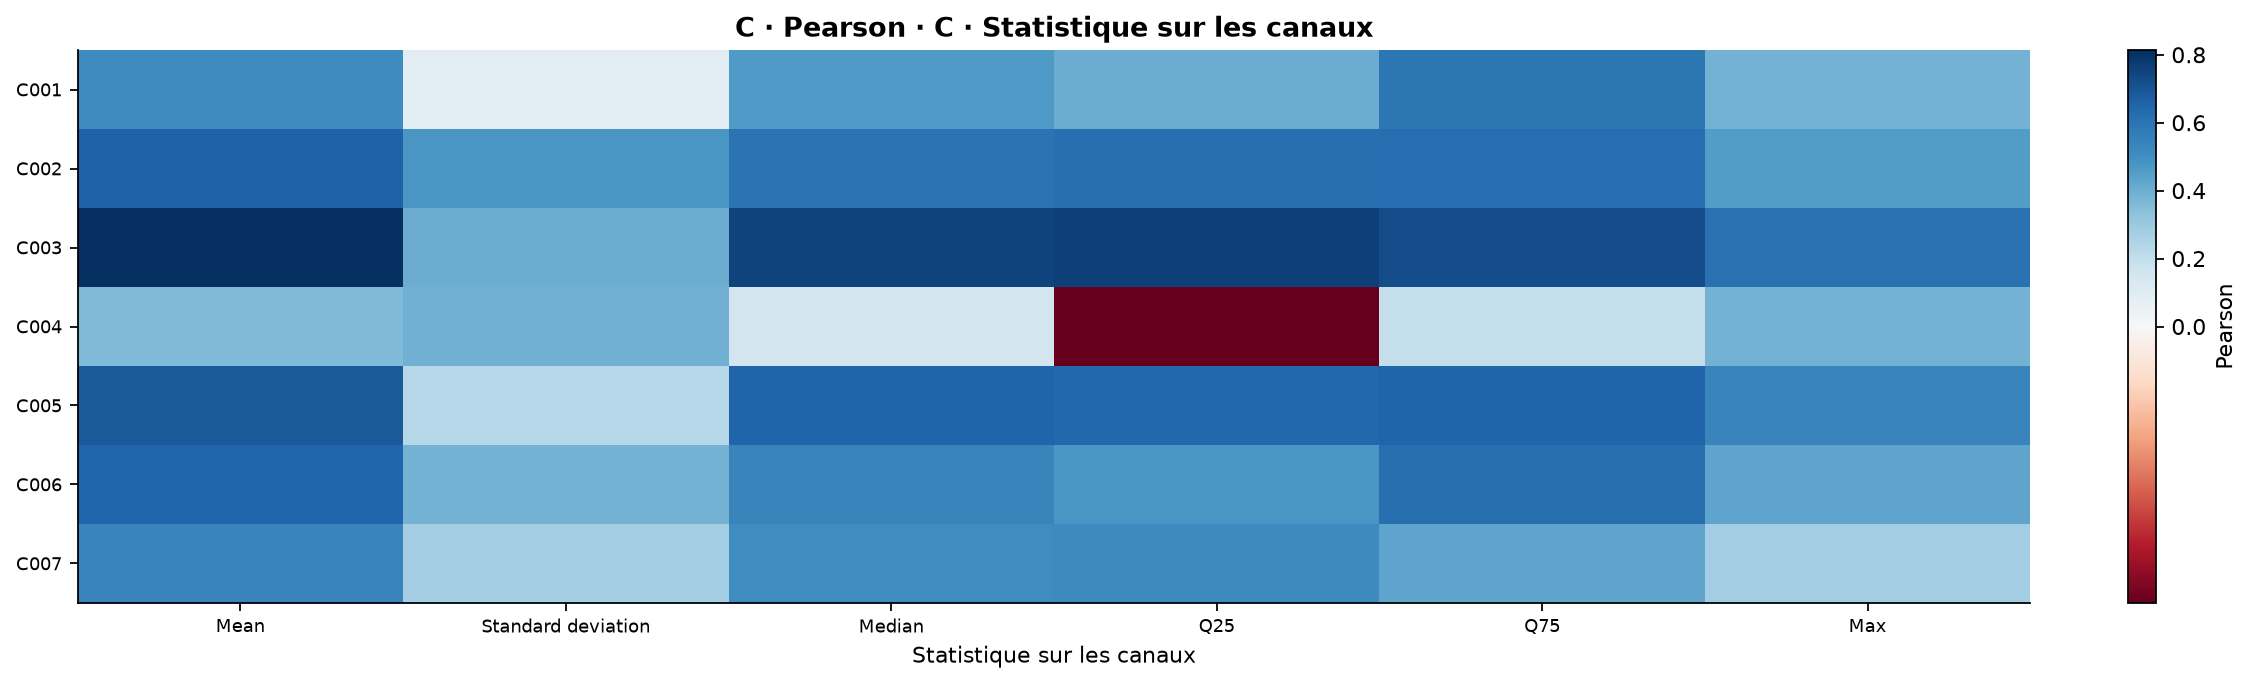 C · Pearson · C · Statistique sur les canaux
C001
C002
C003
C004
C005
C006
C007
Mean
Standard deviation
Median
Q25
Q75
Max
Statistique sur les canaux
0.8
0.6
0.4
0.2
0.0
Pearson